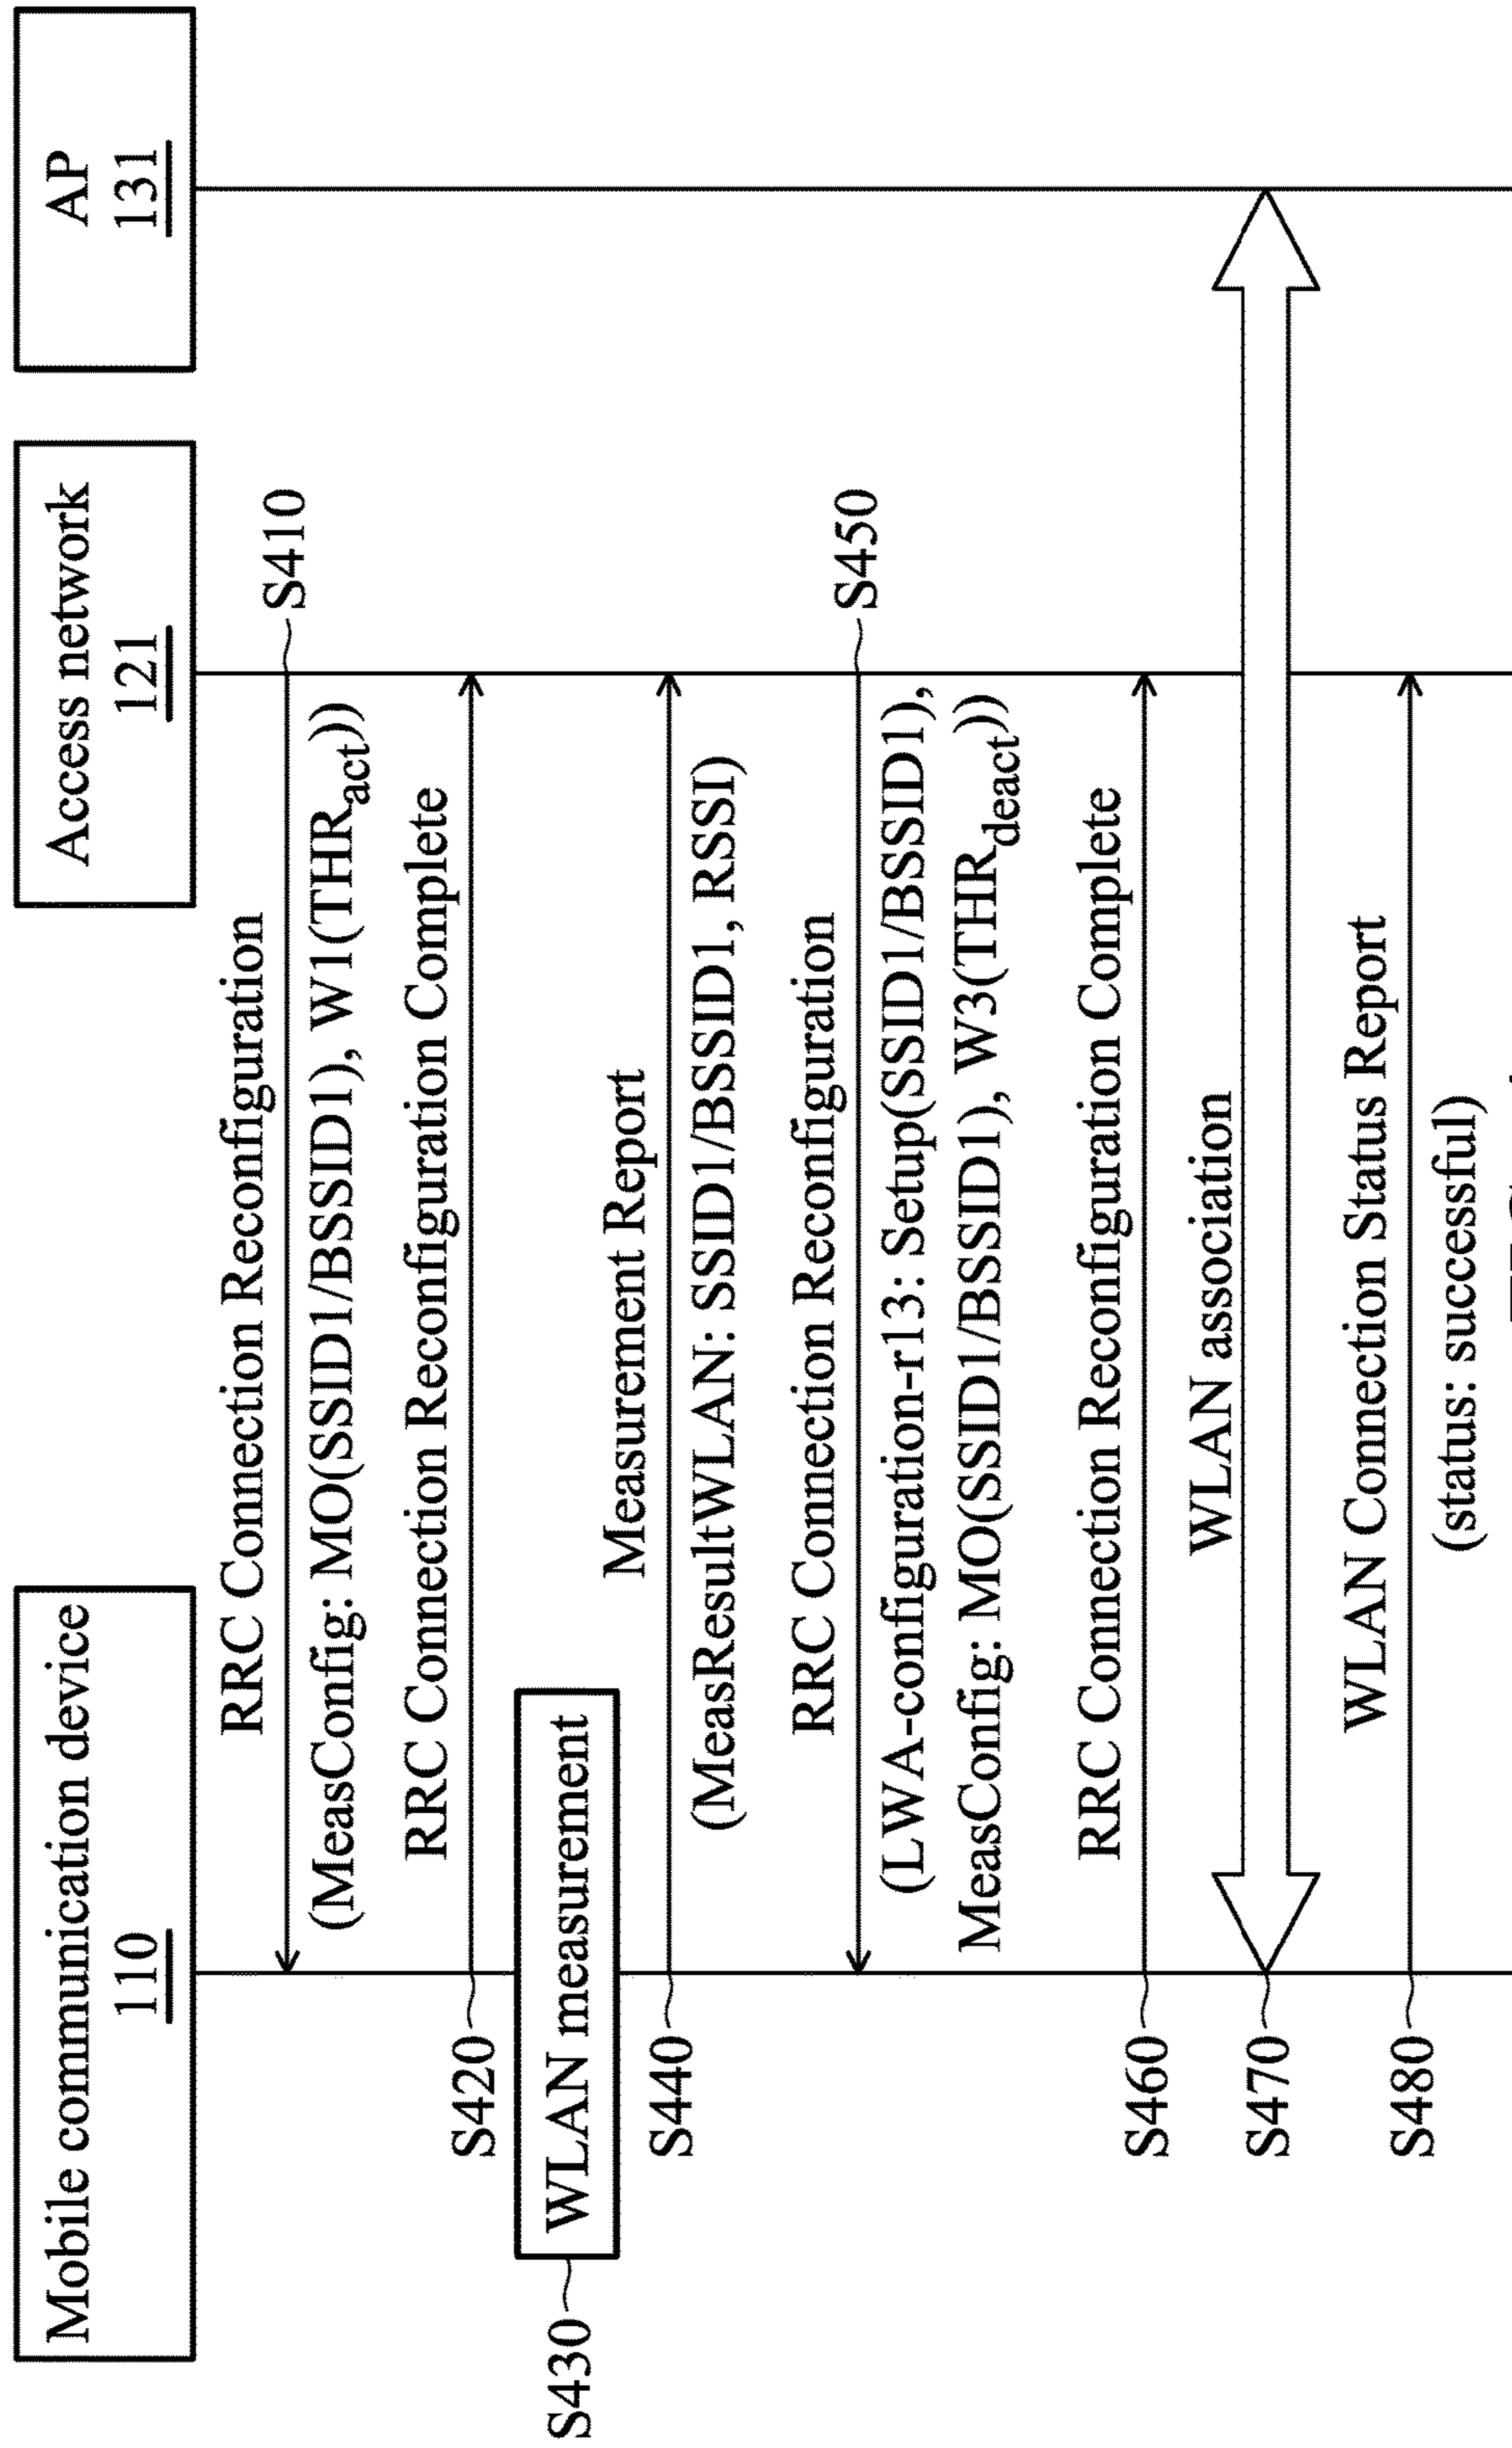 Mobile communication device
110
Access network
121
AP
131
RRC Connection Reconfiguration
S410
(MeasConfig: MO(SSID1/BSSID1), W1(THRact))
RRC Connection Reconfiguration Complete
S420
S430
WLAN measurement
Measurement Report
S440
(MeasResultWLAN: SSID1/BSSID1, RSSI)
RRC Connection Reconfiguration
S450
(LWA-configuration-r13: Setup(SSID1/BSSID1),
MeasConfig: MO(SSID1/BSSID1), W3(THRdeact))
RRC Connection Reconfiguration Complete
S460
WLAN association
S470
WLAN Connection Status Report
S480
(status: successful)